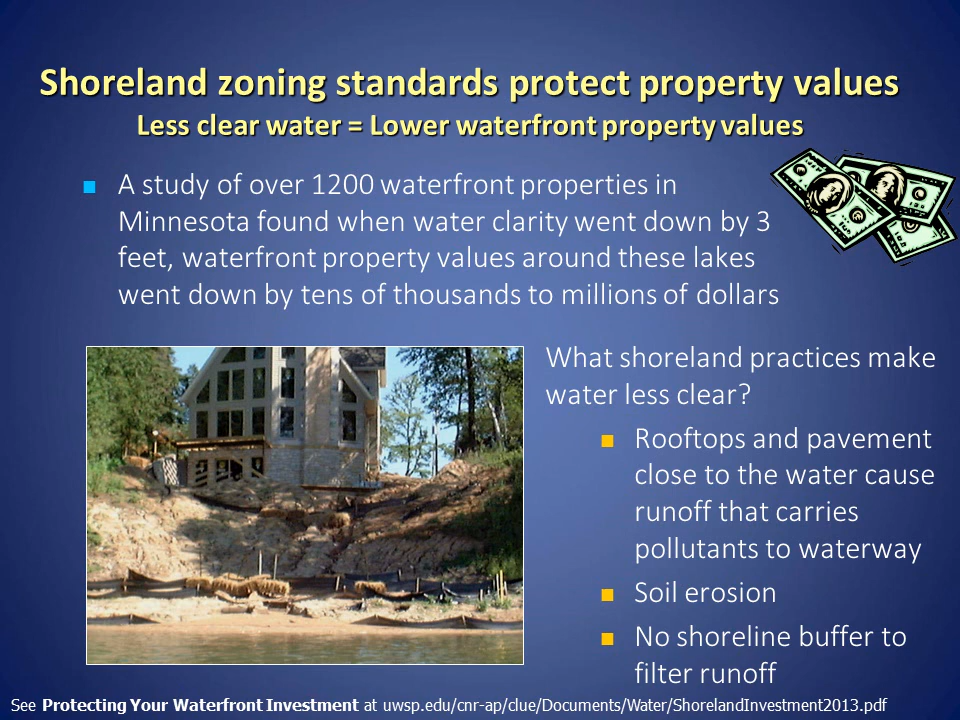 Shoreland zoning standards protect property values
Less clear water = Lower waterfront property values
A study of over 1200 waterfront properties in
Minnesota found when water clarity went down by 3
feet, waterfront property values around these lakes
went down by tens of thousands to millions of dollars
What shoreland practices make
water less clear?
Rooftops and pavement
close to the water cause
runoff that carries
pollutants to waterway
Soil erosion
No shoreline buffer to
filter runoff
See Protecting Your Waterfront Investment at uwsp.edu/cnr-ap/clue/Documents/Water/ShorelandInvestment2013.pdf